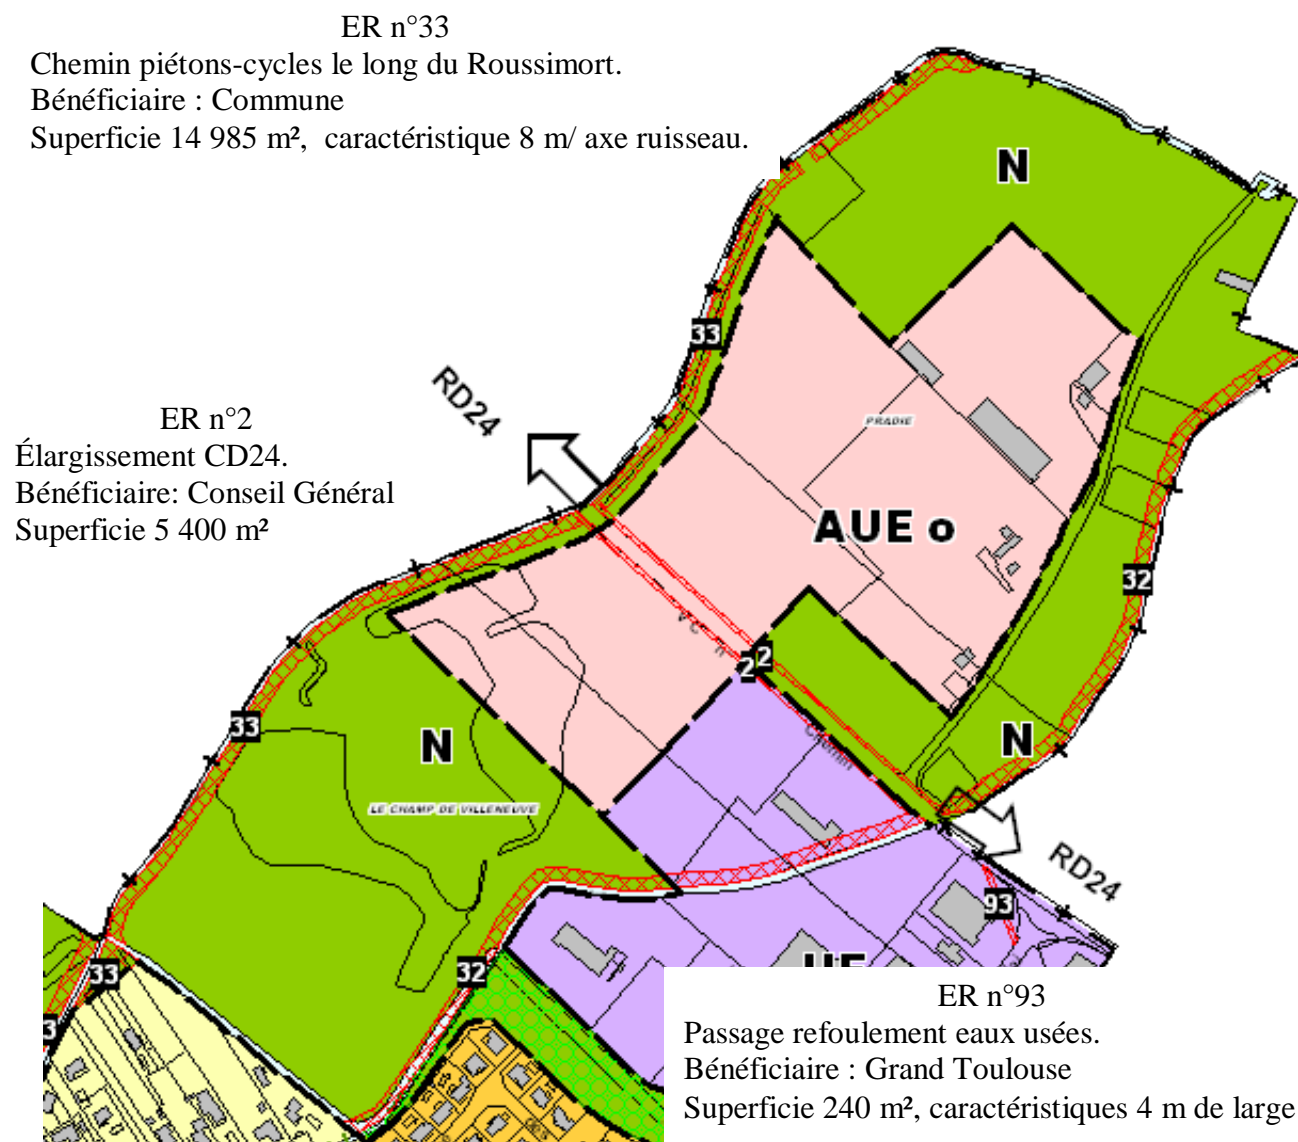 ER n°33
Chemin piétons-cycles le long du Roussimort.
Bénéficiaire : Commune
Superficie 14 985 m², caractéristique 8 m/ axe ruisseau.
N
33
RD24
ER n°2
Élargissement CD24.
Bénéficiaire: Conseil Général
Superficie 5 400 m²
PRADIE
AUE o
32
2
2
Chemin
33
N
N
LE CHAMP DE VILLENEUVE
RD24
93
33
32
3
UE
ER n°93
Passage refoulement eaux usées.
Bénéficiaire : Grand Toulouse
Superficie 240 m², caractéristiques 4 m de large